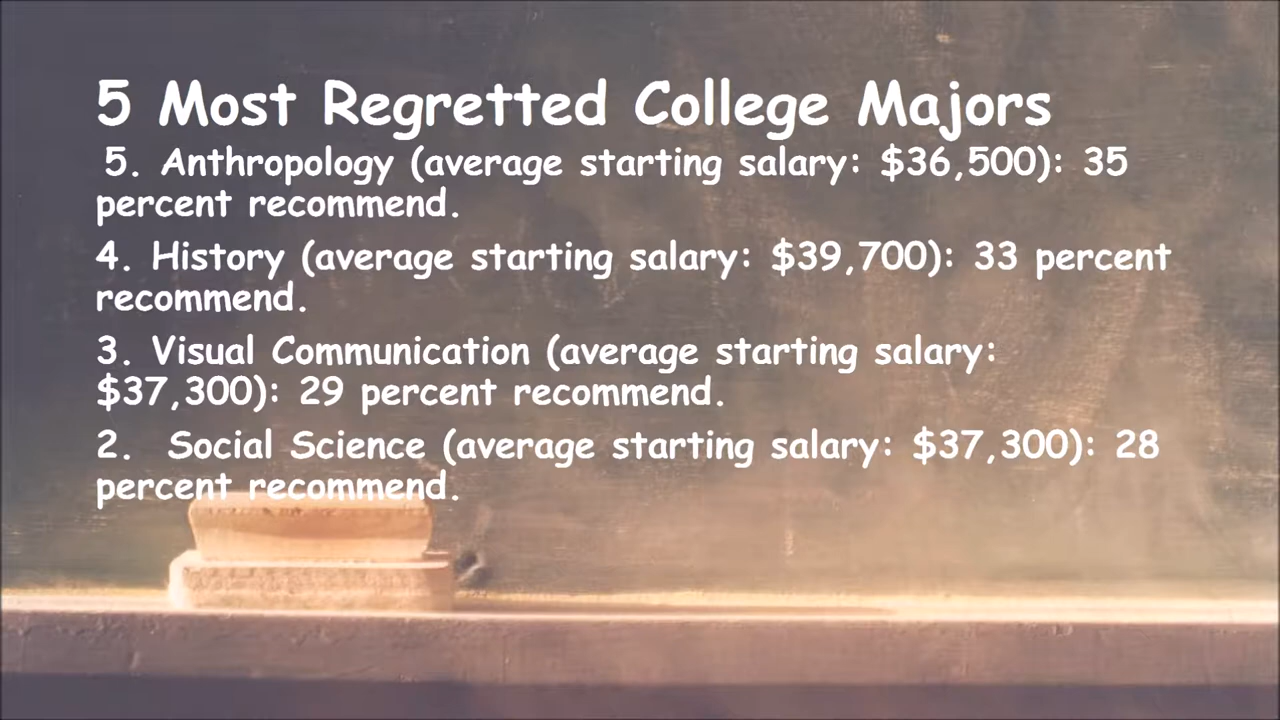 5 Most Regretted College Majors
5. Anthropology (average starting salary: $36,500): 35
percent recommend.
4. History (average starting salary: $39,700): 33 percent
recommend.
3. Visual Communication (average starting salary:
$37,300): 29 percent recommend.
2. Social Science (average starting salary: $37,300): 28
percent recommend.